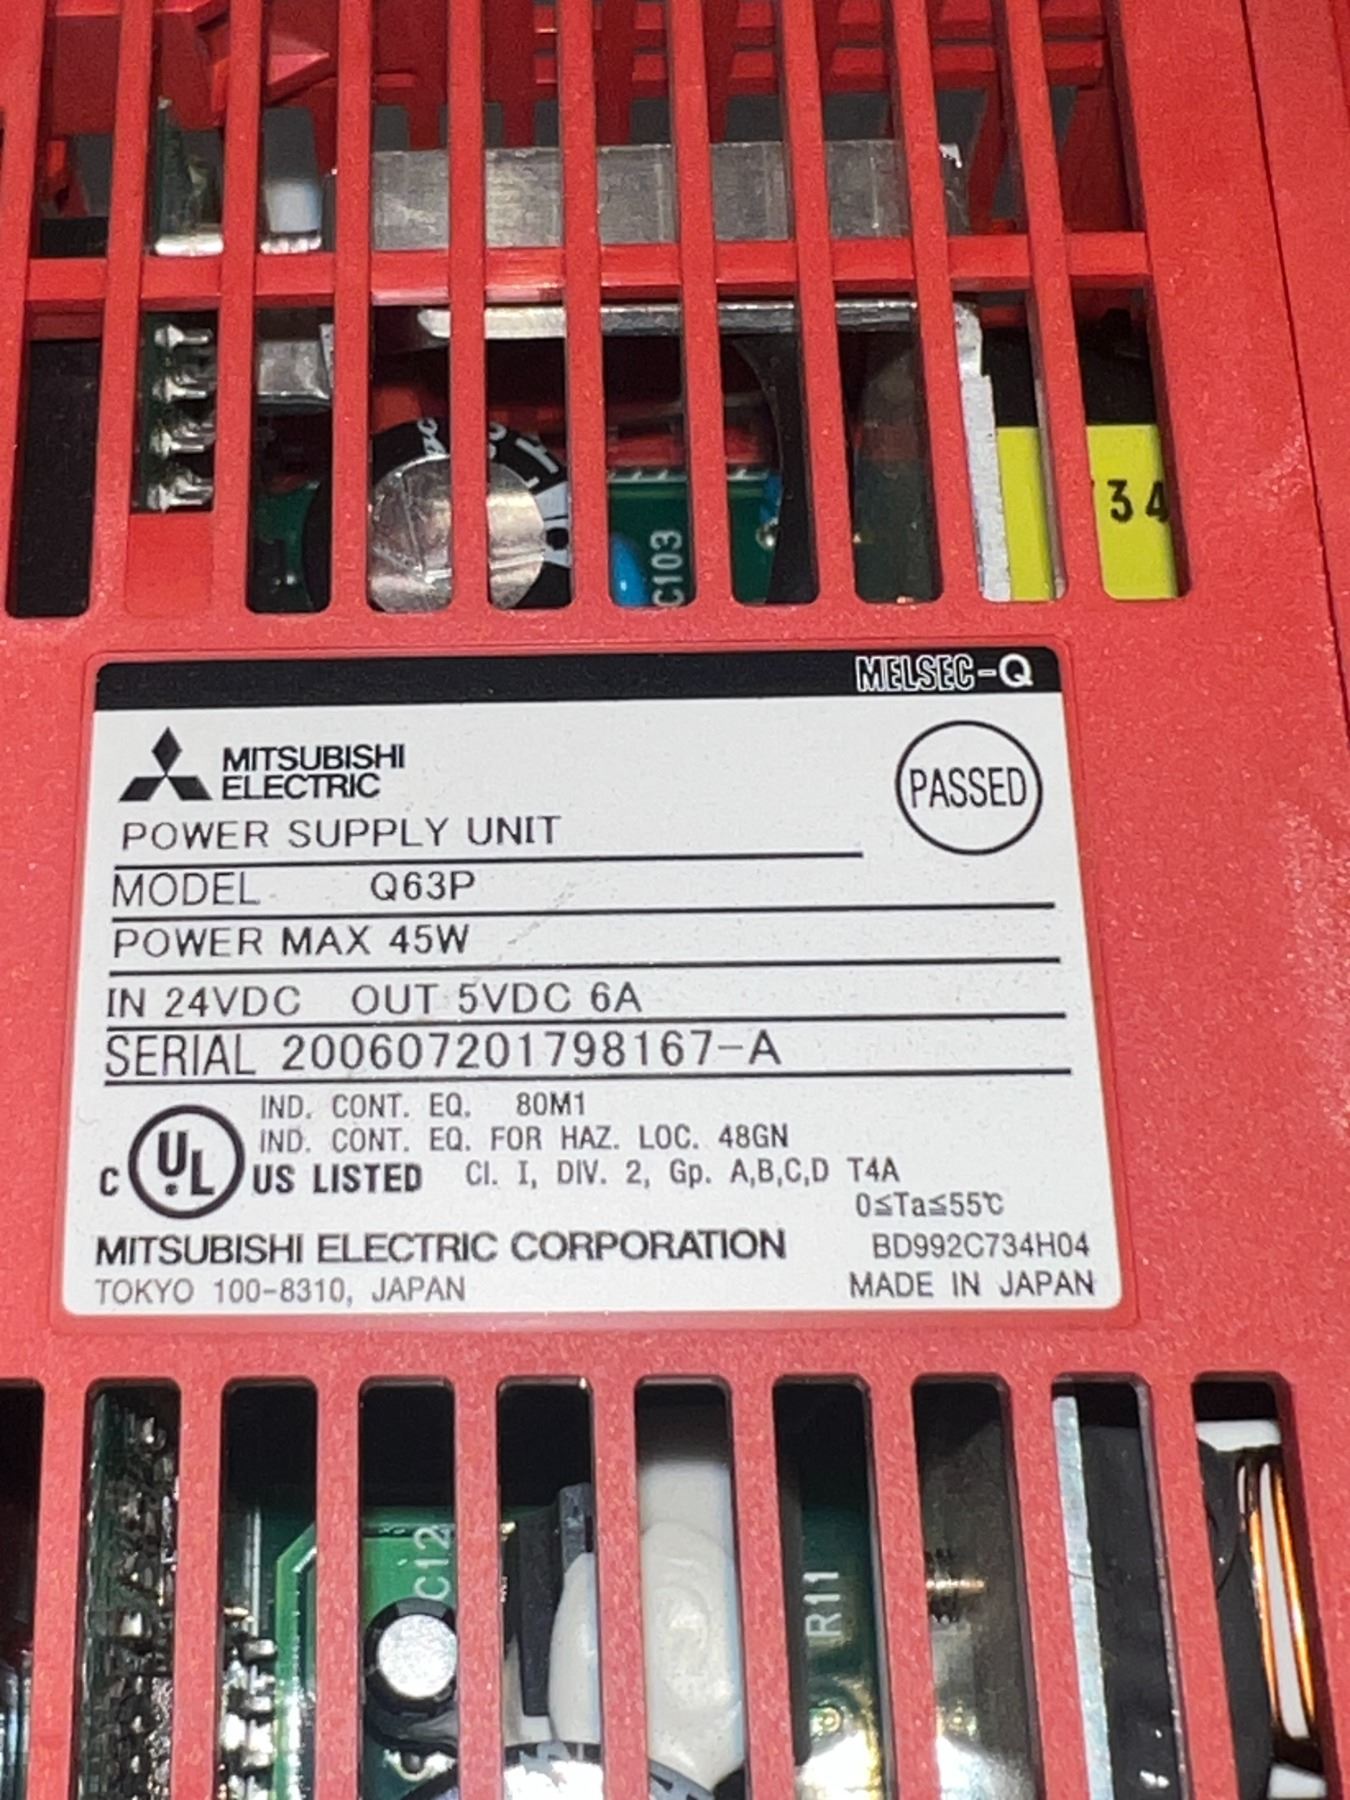 C103
34
MELSEC-Q
MITSUBISHI
ELECTRIC
PASSED
POWER SUPPLY UNIT
MODEL Q63P
POWER MAX 45W
IN 24VDC OUT 5VDC 6A
SERIAL 200607201798167-A
IND. CONT. EQ. 80M1
IND. CONT. EQ. FOR HAZ. LOC. 48GN
C UL US LISTED Cl. I, DIV. 2, Gp. A,B,C,D T4A
0≤Ta≤55℃
MITSUBISHI ELECTRIC CORPORATION BD992C734H04
TOKYO 100-8310, JAPAN MADE IN JAPAN
C12
R11